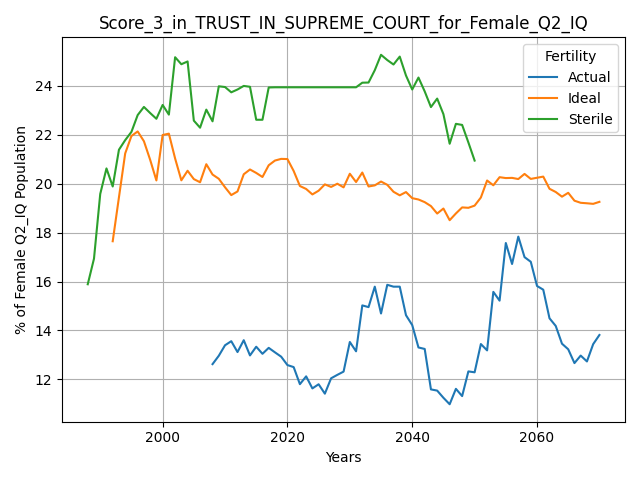 Score_3_in_TRUST_IN_SUPREME_COURT_for_Female_Q2_IQ
Fertility
Actual
Ideal
Sterile
% of Female Q2_IQ Population
24
22
20
18
16
14
12
2000
2020
2040
2060
Years